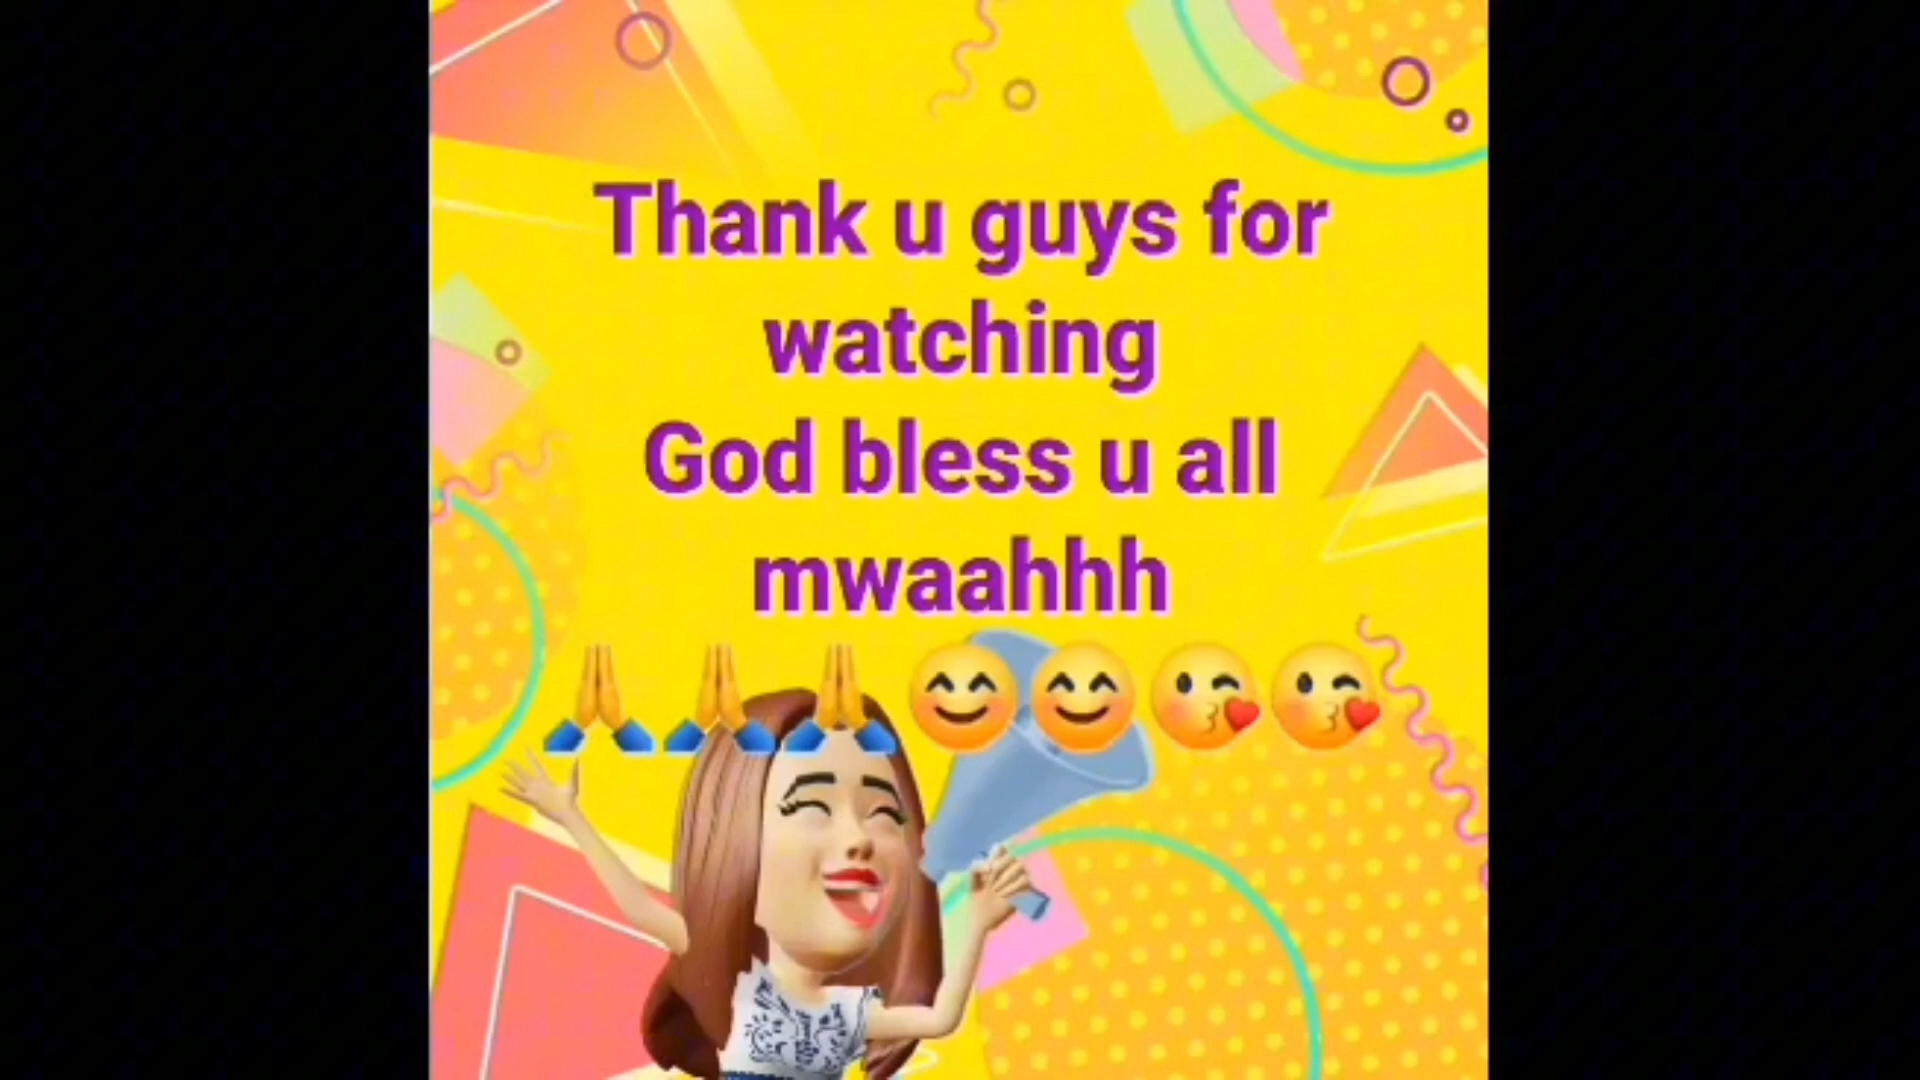 Thank u guys for
watching
God bless u all
mwaahhh
🙏🙏🙏😊😊😘😘